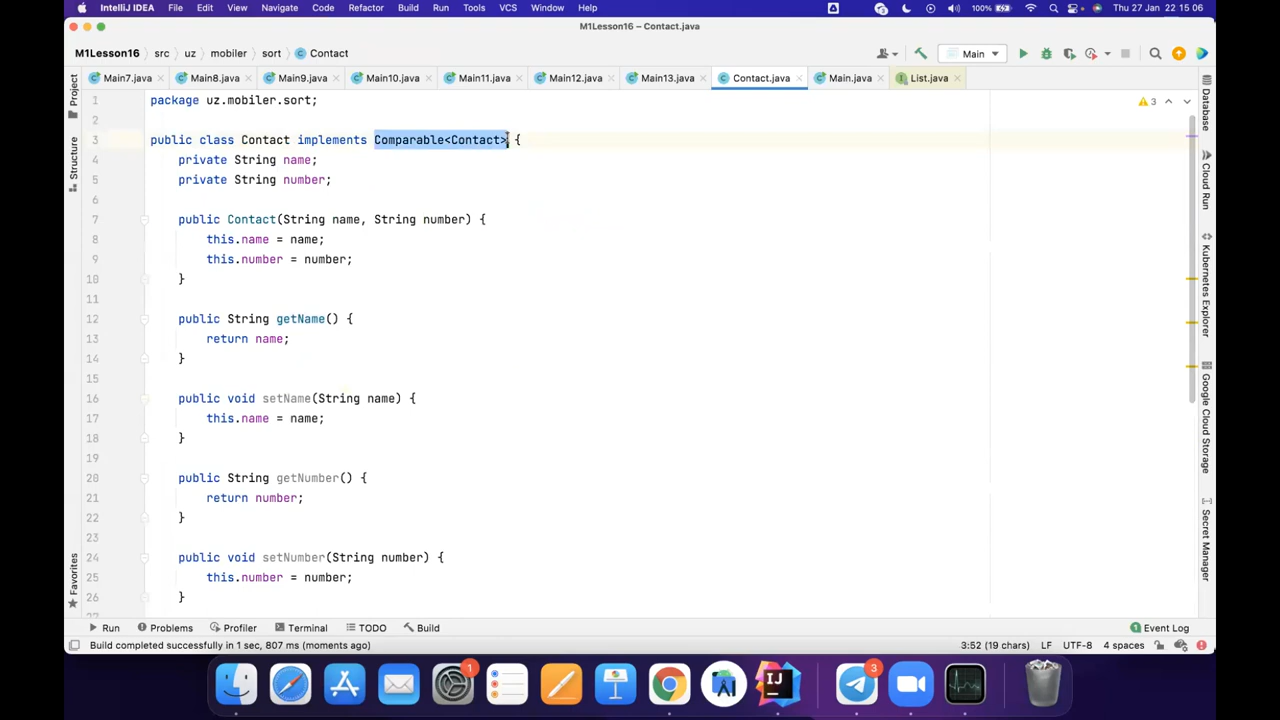 IntelliJ IDEA File Edit View Navigate Code Refactor Build Run Tools VCS Window Help 100% Thu 27 Jan 22 15 06
M1Lesson16 – Contact.java
M1Lesson16 src uz mobiler sort Contact Main
Main7.java Main8.java Main9.java Main10.java Main11.java Main12.java Main13.java Contact.java Main.java List.java
Project
Structure
Favorites
1 package uz.mobiler.sort;
2
3 public class Contact implements Comparable<Contact> {
4 private String name;
5 private String number;
6
7 public Contact(String name, String number) {
8 this.name = name;
9 this.number = number;
10 }
11
12 public String getName() {
13 return name;
14 }
15
16 public void setName(String name) {
17 this.name = name;
18 }
19
20 public String getNumber() {
21 return number;
22 }
23
24 public void setNumber(String number) {
25 this.number = number;
26 }
3
Database
Cloud Run
Kubernetes Explorer
Google Cloud Storage
Secret Manager
Run Problems Profiler Terminal TODO Build Event Log
Build completed successfully in 1 sec, 807 ms (moments ago) 3:52 (19 chars) LF UTF-8 4 spaces
1
IJ
3